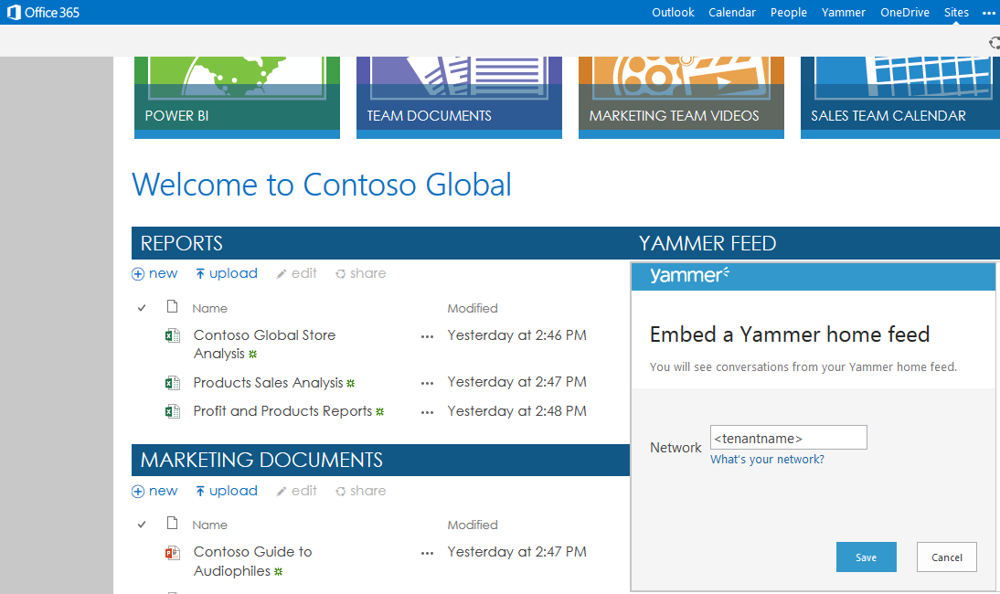 Office 365
Outlook Calendar People Yammer OneDrive Sites •••
POWER BI
TEAM DOCUMENTS
MARKETING TEAM VIDEOS
SALES TEAM CALENDAR
Welcome to Contoso Global
REPORTS
new upload edit share
Name Modified
Contoso Global Store
Analysis
••• Yesterday at 2:46 PM
Products Sales Analysis ••• Yesterday at 2:47 PM
Profit and Products Reports ••• Yesterday at 2:48 PM
MARKETING DOCUMENTS
new upload edit share
Name Modified
Contoso Guide to
Audiophiles
••• Yesterday at 2:47 PM
YAMMER FEED
yammer
Embed a Yammer home feed
You will see conversations from your Yammer home feed.
Network <tenantname>
What's your network?
Save Cancel